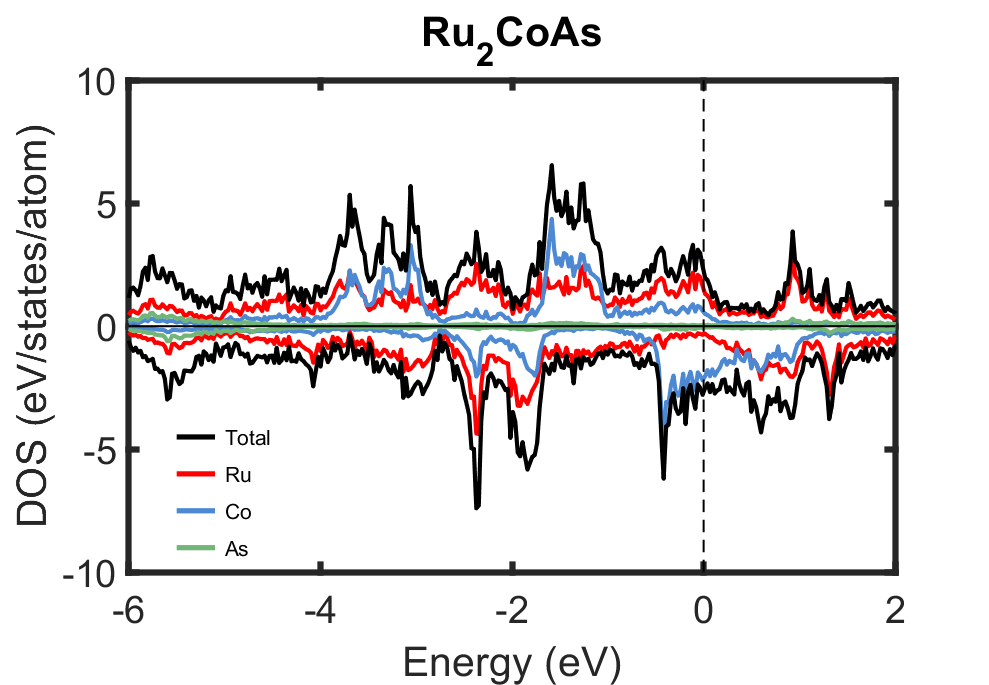 Ru2CoAs
10
5
0
-5
-10
DOS (eV/states/atom)
Total
Ru
Co
As
-6 -4 -2 0 2
Energy (eV)